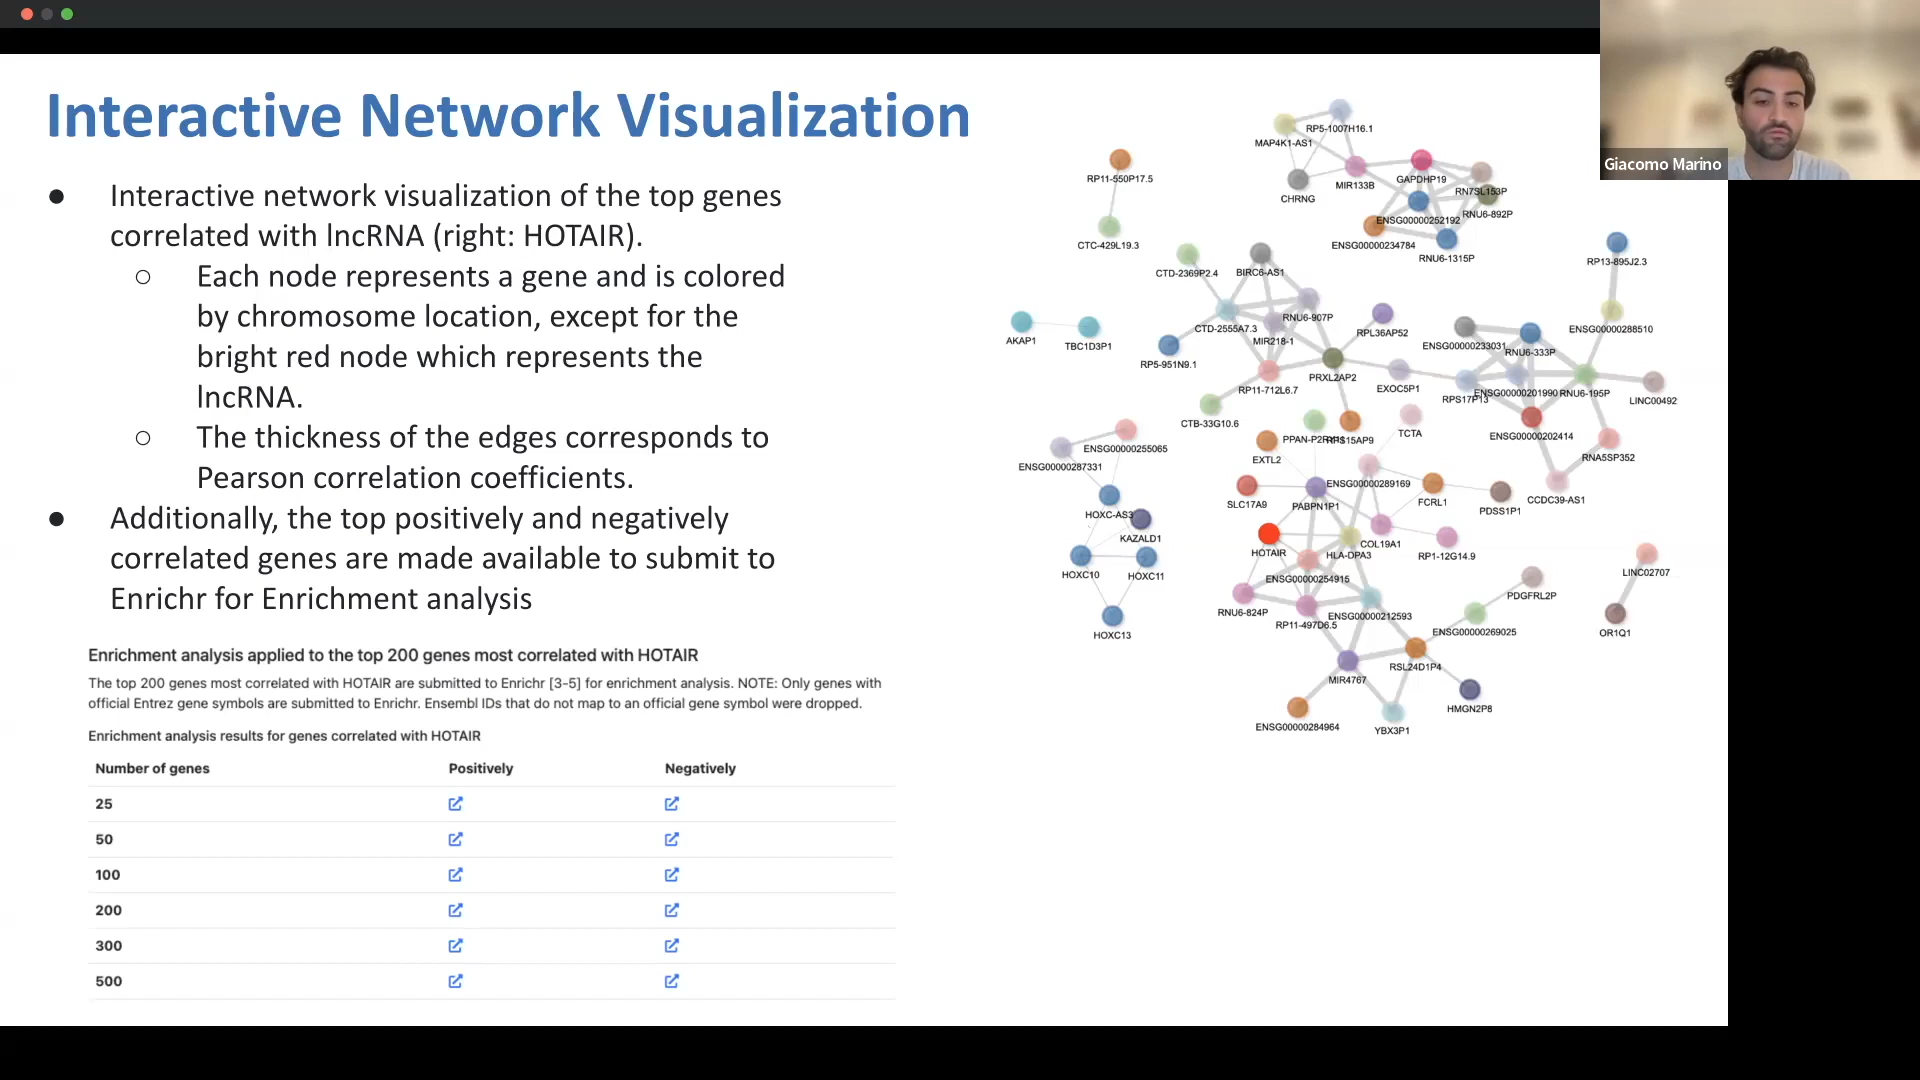 Interactive Network Visualization
● Interactive network visualization of the top genes
correlated with lncRNA (right: HOTAIR).
○ Each node represents a gene and is colored
by chromosome location, except for the
bright red node which represents the
lncRNA.
○ The thickness of the edges corresponds to
Pearson correlation coefficients.
● Additionally, the top positively and negatively
correlated genes are made available to submit to
Enrichr for Enrichment analysis
Enrichment analysis applied to the top 200 genes most correlated with HOTAIR
The top 200 genes most correlated with HOTAIR are submitted to Enrichr [3-5] for enrichment analysis. NOTE: Only genes with
official Entrez gene symbols are submitted to Enrichr. Ensembl IDs that do not map to an official gene symbol were dropped.
Enrichment analysis results for genes correlated with HOTAIR
Number of genes Positively Negatively
25
50
100
200
300
500
RP5-1007H16.1
MAP4K1-AS1
RP11-550P17.5
GAPDHP19
MIR133B
RN7SL153P
CHRNG
RNU6-892P
ENSG00000252192
CTC-429L19.3
ENSG00000234784
RNU6-1315P
RP13-895J2.3
CTD-2369P2.4
BIRC6-AS1
RNU6-907P
CTD-2555A7.3
RPL36AP52
ENSG00000288510
AKAP1
TBC1D3P1
MIR218-1
ENSG00000233031
RNU6-333P
RP5-951N9.1
PRXL2AP2
RP11-712L6.7
EXOC5P1
RPS17P13
ENSG00000201990
RNU6-195P
LINC00492
CTB-33G10.6
TCTA
RPS15AP9
ENSG00000202414
ENSG00000255065
EXTL2
RNA5SP352
ENSG00000287331
ENSG00000289169
CCDC39-AS1
SLC17A9
PABPN1P1
FCRL1
PDSS1P1
HOXC-AS3
KAZALD1
HOTAIR
HLA-DPA3
COL19A1
RP1-12G14.9
HOXC10
HOXC11
ENSG00000254915
LINC02707
PDGFRL2P
RNU6-824P
RP11-497D6.5
ENSG00000212593
ENSG00000269025
OR1Q1
HOXC13
RSL24D1P4
MIR4767
HMGN2P8
ENSG00000284964
YBX3P1
Giacomo Marino